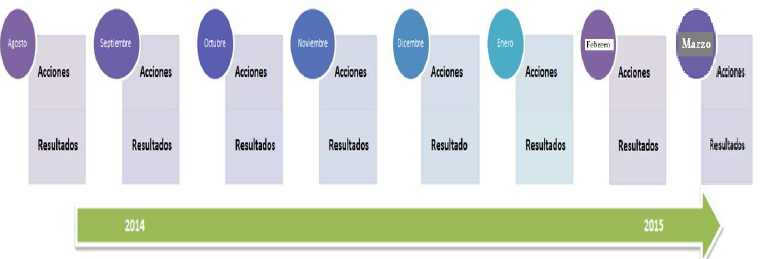 Agosto
Septiembre
Octubre
Noviembre
Dicembre
Enero
Febrero
Marzo
Acciones
Acciones
Acciones
Acciones
Acciones
Acciones
Acciones
Acciones
Resultados
Resultados
Resultados
Resultados
Resultado
Resultados
Resultados
Resultados
2014
2015